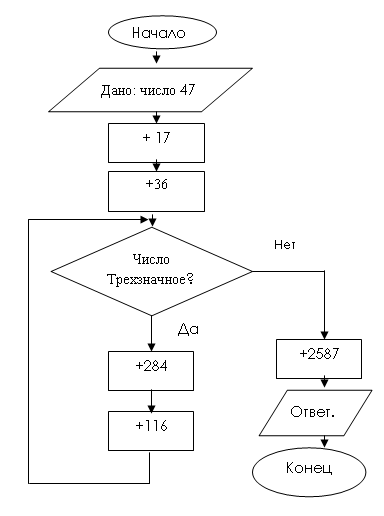 Начало
Дано: число 47
+ 17
+36
Число
Трехзначное?
Нет
Да
+284
+2587
+116
Ответ.
Конец